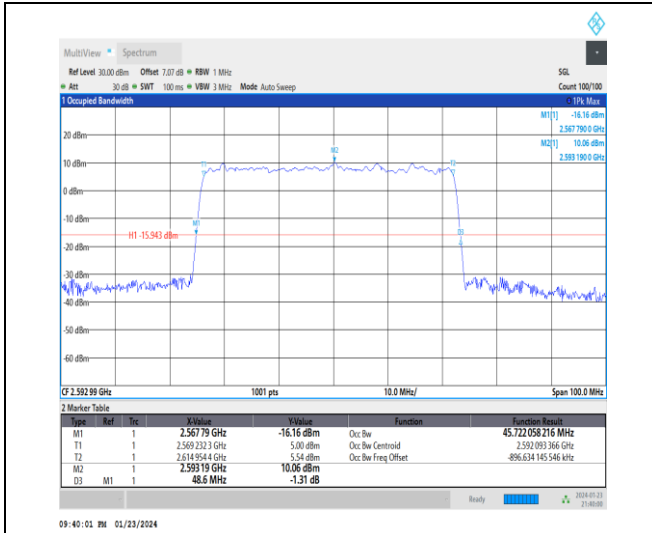 MultiView Spectrum
Ref Level 30.00 dBm Offset 7.07 dB RBW 1 MHz SGL
Att 30 dB SWT 100 ms VBW 3 MHz Mode Auto Sweep Count 100/100
1 Occupied Bandwidth 1Pk Max
M1[1] -16.16 dBm
2.567 790 0 GHz
M2[1] 10.06 dBm
2.593 190 0 GHz
20 dBm
M2
T1 T2
10 dBm
0 dBm
-10 dBm
M1
H1 -15.943 dBm D3
-20 dBm
-30 dBm
-40 dBm
-50 dBm
-60 dBm
CF 2.592 99 GHz 1001 pts 10.0 MHz/ Span 100.0 MHz
2 Marker Table
Type Ref Trc X-Value Y-Value Function Function Result
M1 1 2.567 79 GHz -16.16 dBm Occ Bw 45.722 058 216 MHz
T1 1 2.569 232 3 GHz 5.00 dBm Occ Bw Centroid 2.592 093 366 GHz
T2 1 2.614 954 4 GHz 5.54 dBm Occ Bw Freq Offset -896.634 145 546 kHz
M2 1 2.593 19 GHz 10.06 dBm
D3 M1 1 48.6 MHz -1.31 dB
Ready 2024-01-23
21:40:00
09:40:01 PM 01/23/2024